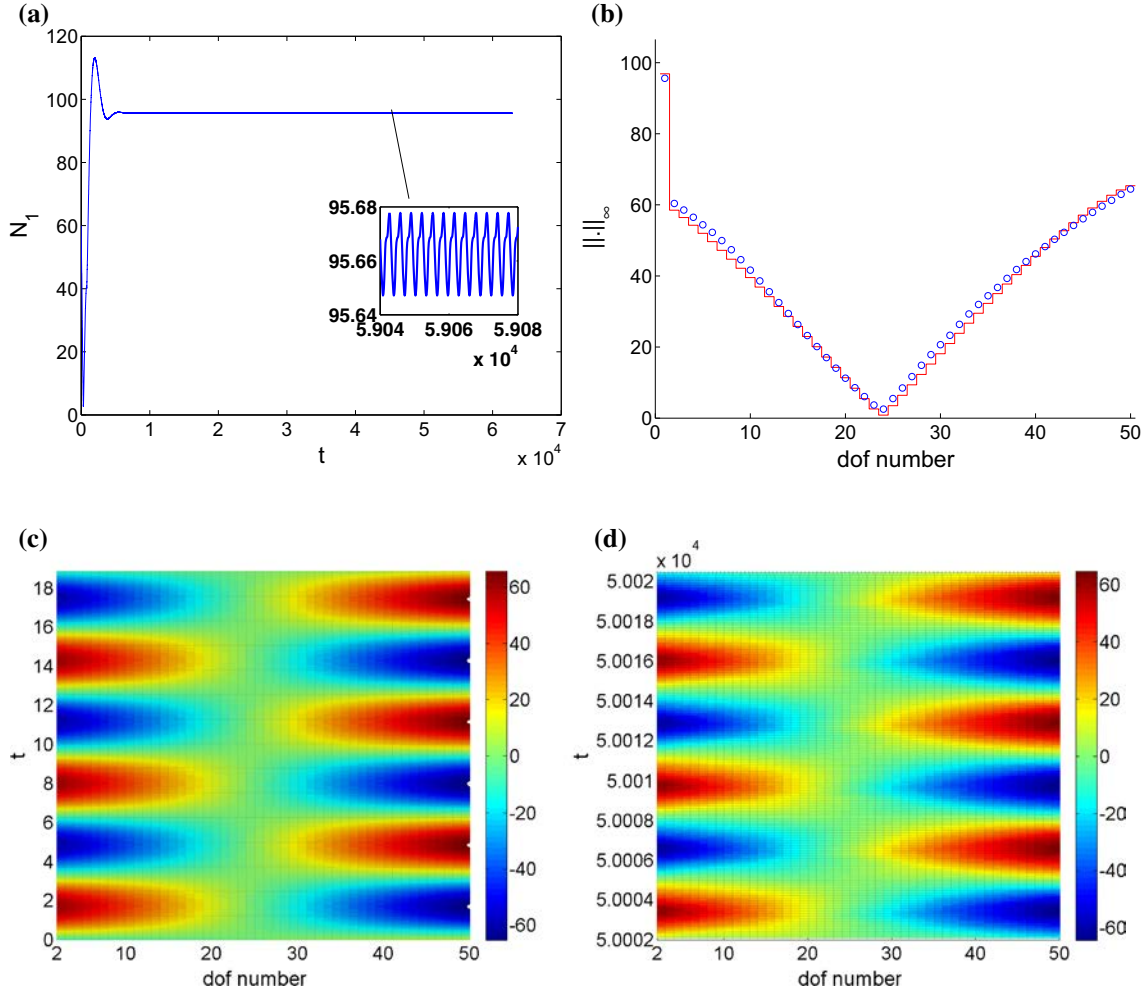 (a)
120
100
80
60
40
20
0
N1
0 1 2 3 4 5 6 7
x 10^4
t
95.68
95.66
95.64
5.904 5.906 5.908
x 10^4
(b)
100
80
60
40
20
0
||·||∞
0 10 20 30 40 50
dof number
(c)
18
16
14
12
10
8
6
4
2
0
t
2 10 20 30 40 50
dof number
60
40
20
0
-20
-40
-60
(d)
x 10^4
5.002
5.0018
5.0016
5.0014
5.0012
5.001
5.0008
5.0006
5.0004
5.0002
t
2 10 20 30 40 50
dof number
60
40
20
0
-20
-40
-60